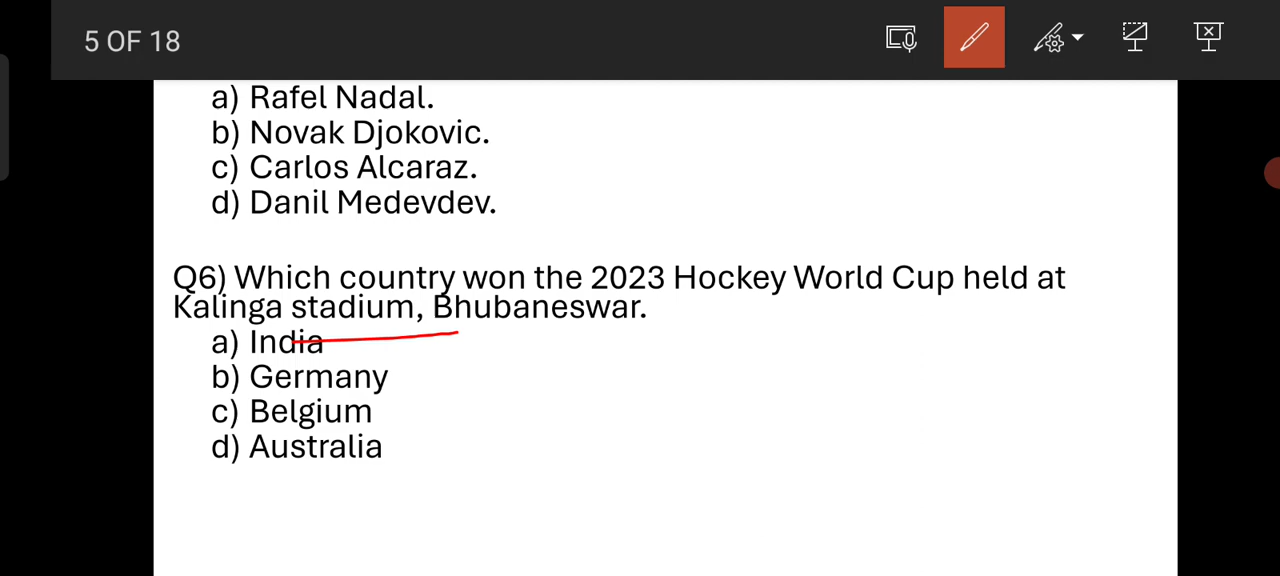 5 OF 18
a) Rafel Nadal.
b) Novak Djokovic.
c) Carlos Alcaraz.
d) Danil Medevdev.
Q6) Which country won the 2023 Hockey World Cup held at
Kalinga stadium, Bhubaneswar.
a) India
b) Germany
c) Belgium
d) Australia